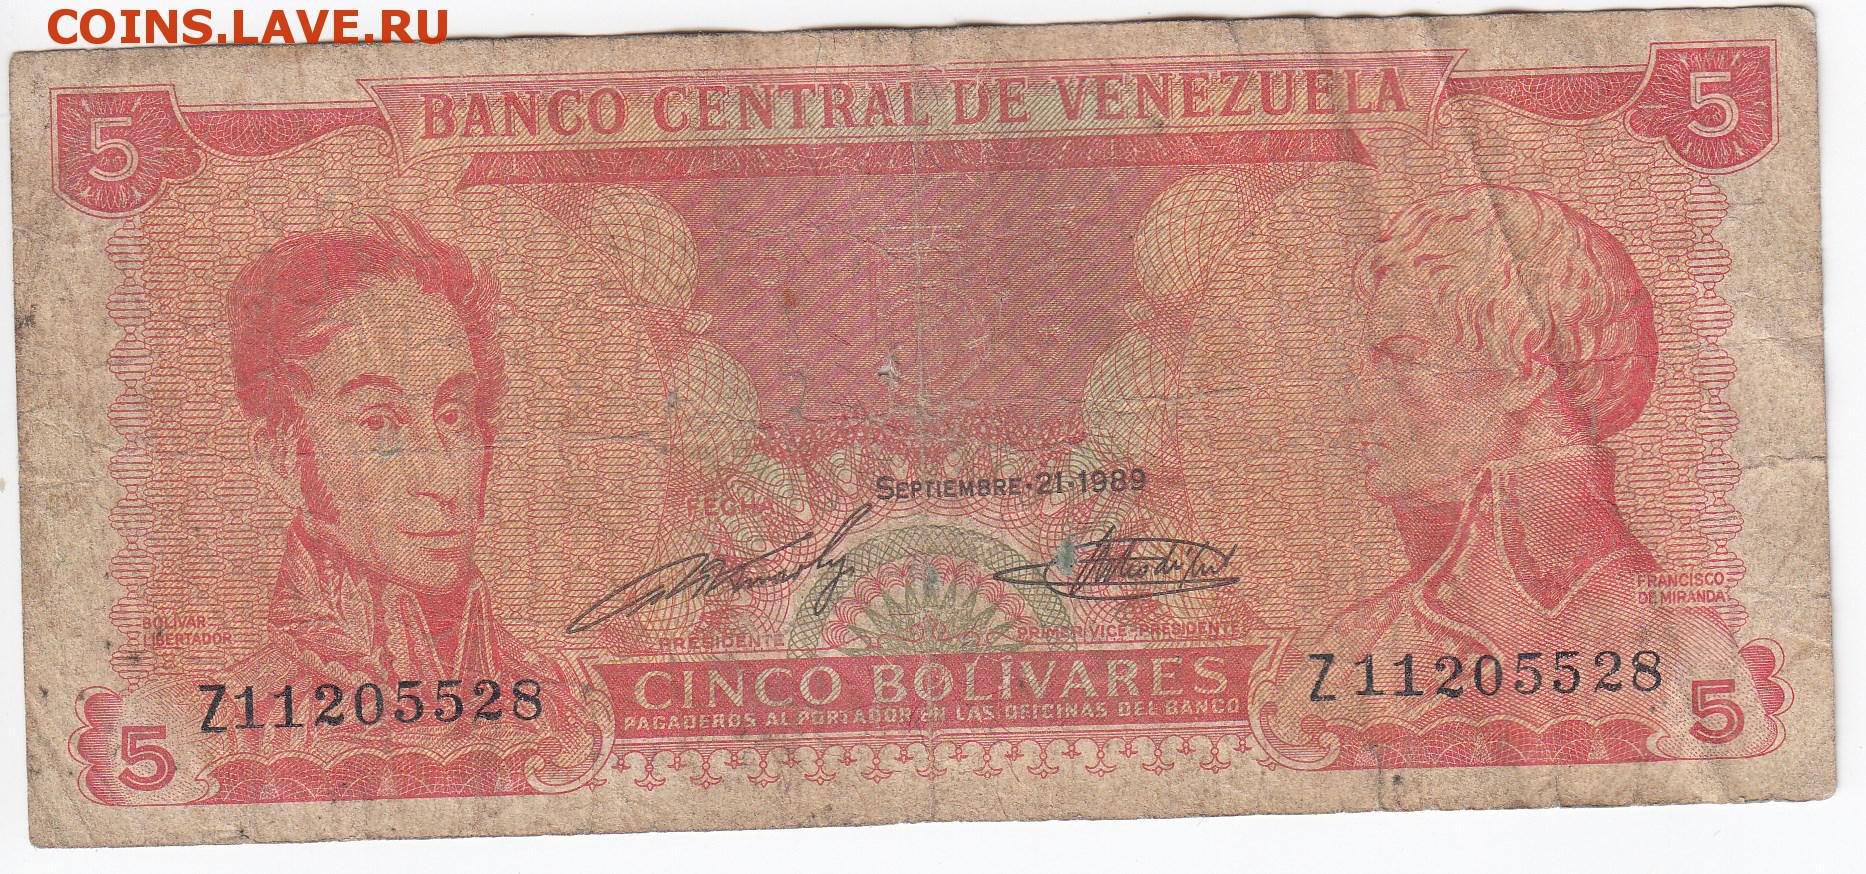 COINS.LAVE.RU
BANCO CENTRAL DE VENEZUELA
5
5
FECHA
SEPTIEMBRE·21·1989
FRANCISCO
DE MIRANDA
BOLIVAR
LIBERTADOR
PRESIDENTE
PRIMER VICE-PRESIDENTE
Z11205528
Z11205528
CINCO BOLÍVARES
PAGADEROS AL PORTADOR EN LAS OFICINAS DEL BANCO
5
5